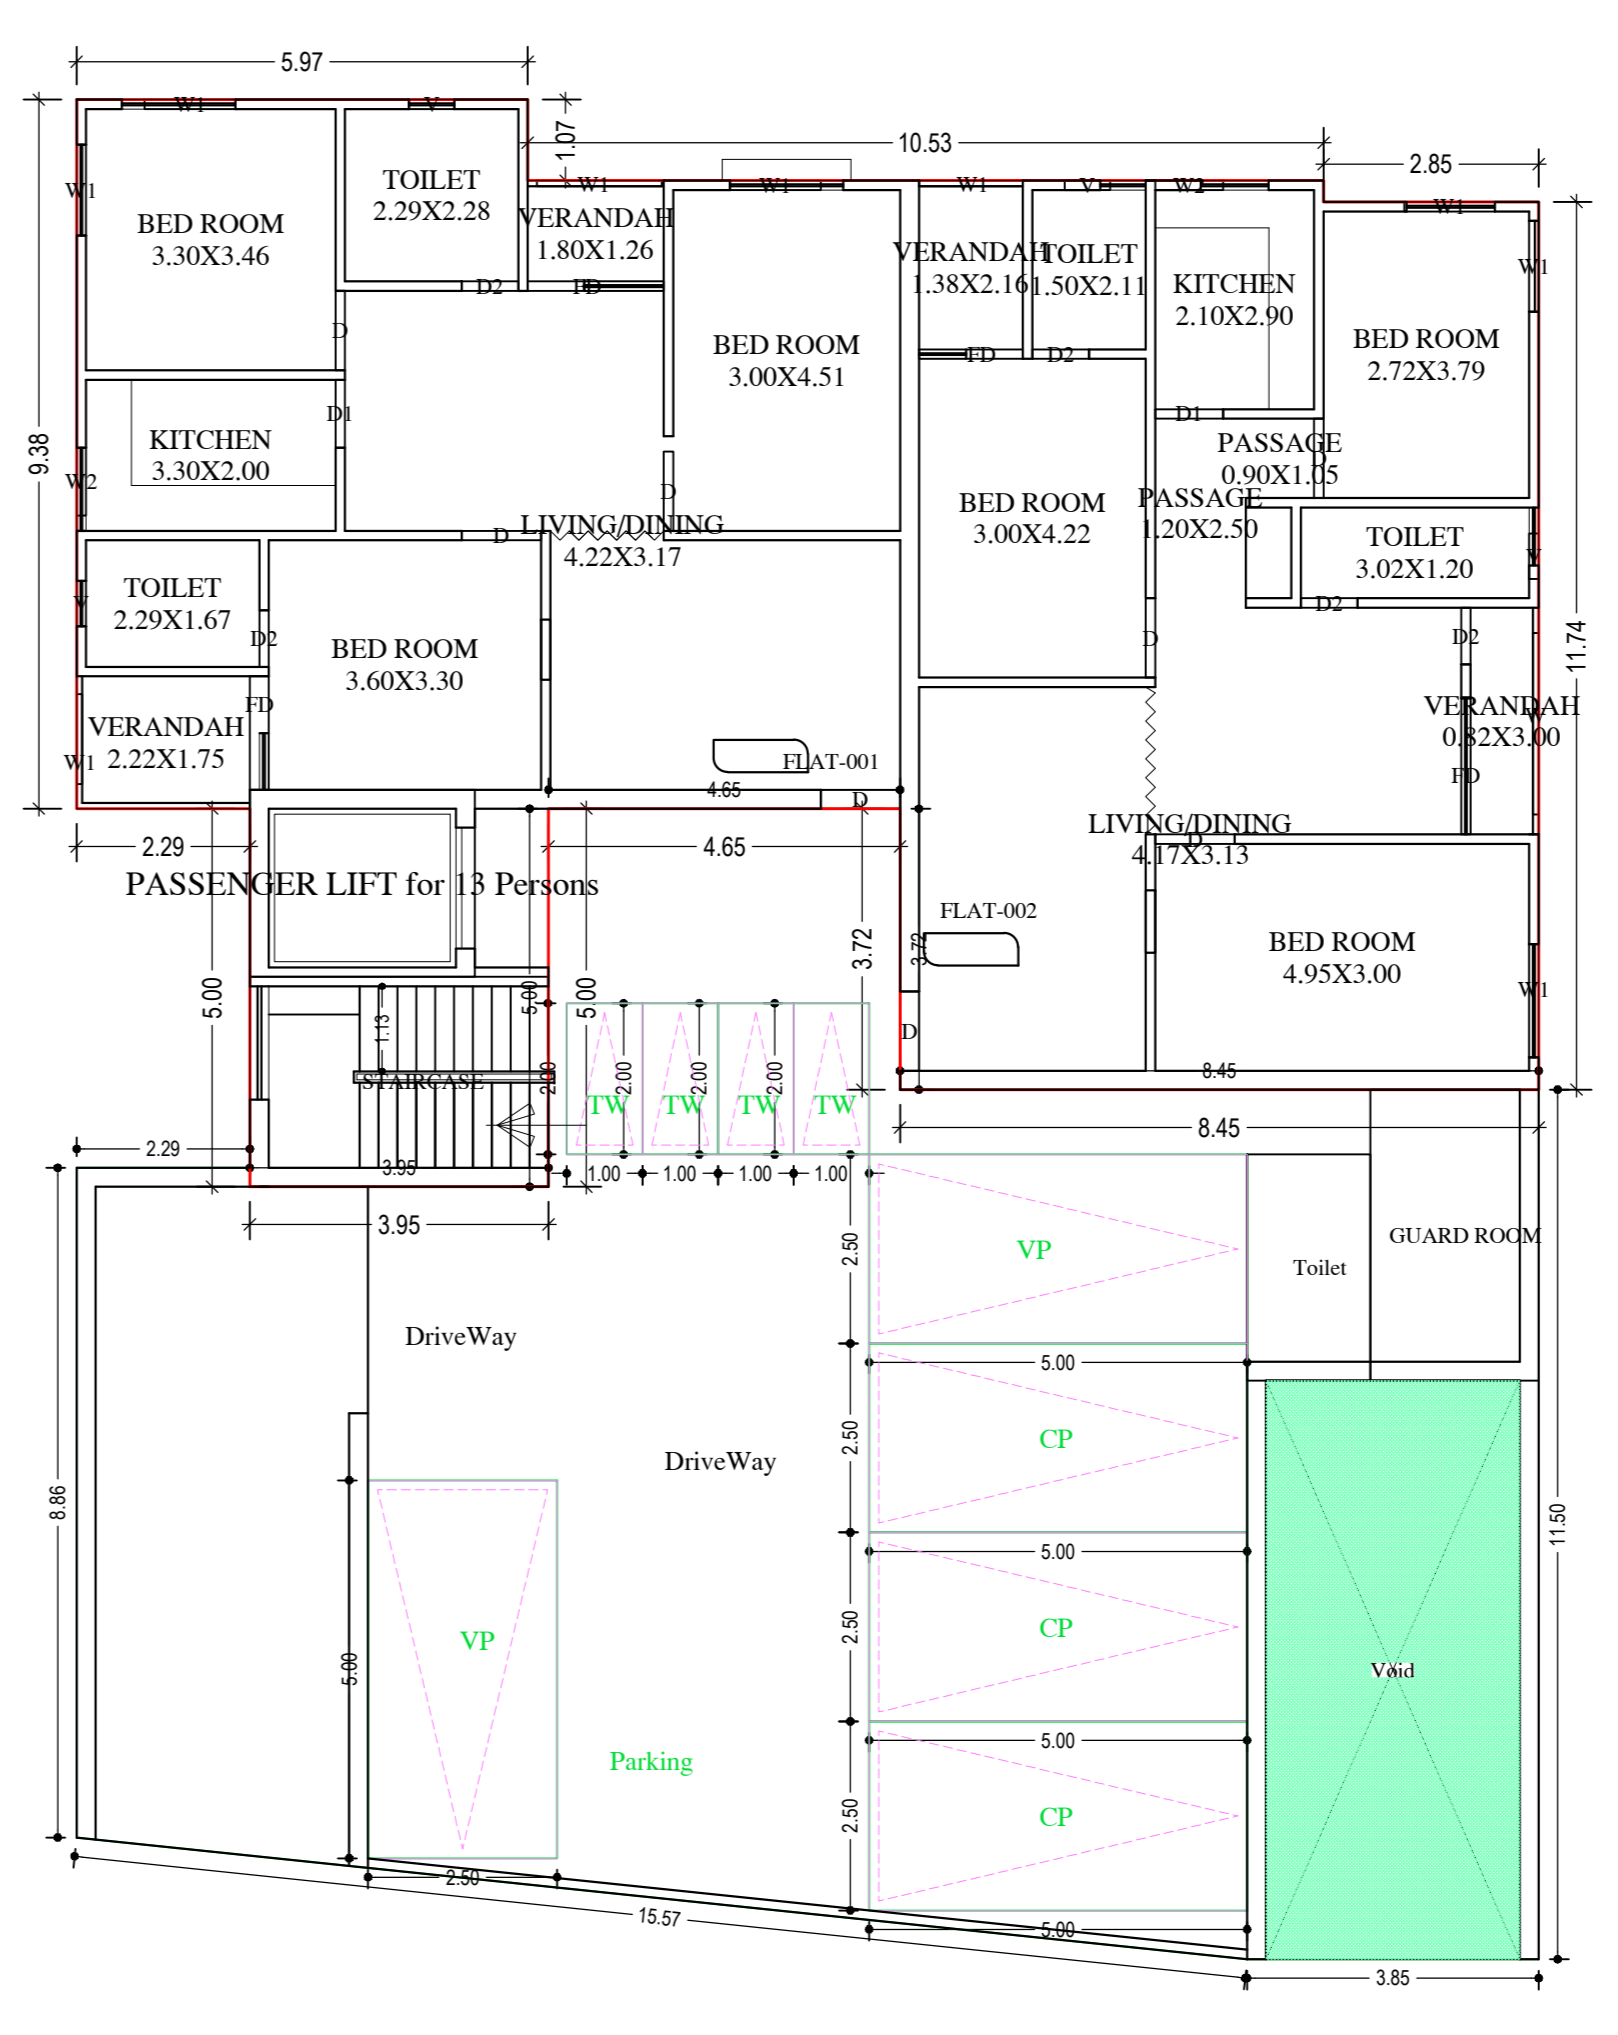 5.97
1.07
10.53
2.85
W1
V
W1
TOILET
2.29X2.28
BED ROOM
3.30X3.46
W1
VERANDAH
1.80X1.26
D2
FD
W1
W1
V
W2
W1
VERANDAH
1.38X2.16
TOILET
1.50X2.11
KITCHEN
2.10X2.90
W1
BED ROOM
2.72X3.79
BED ROOM
3.00X4.51
D
FD
D2
D1
D1
9.38
KITCHEN
3.30X2.00
W2
PASSAGE
0.90X1.05
D
PASSAGE
1.20X2.50
D
BED ROOM
3.00X4.22
LIVING/DINING
4.22X3.17
D
TOILET
3.02X1.20
V
D2
TOILET
2.29X1.67
V
D2
BED ROOM
3.60X3.30
D
D2
11.74
FD
VERANDAH
2.22X1.75
W1
VERANDAH
0.82X3.00
W
FD
FLAT-001
4.65
D
LIVING/DINING
4.17X3.13
D
2.29
4.65
PASSENGER LIFT for 13 Persons
FLAT-002
3.72
3.72
BED ROOM
4.95X3.00
W1
5.00
5.00
5.00
1.13
D
STAIRCASE
2.00
2.00
2.00
2.00
8.45
TW
TW
TW
TW
8.45
2.29
3.95
1.00
1.00
1.00
1.00
3.95
2.50
VP
GUARD ROOM
Toilet
DriveWay
5.00
2.50
CP
DriveWay
8.86
11.50
5.00
2.50
CP
VP
5.00
Void
5.00
Parking
2.50
CP
2.50
15.57
5.00
3.85